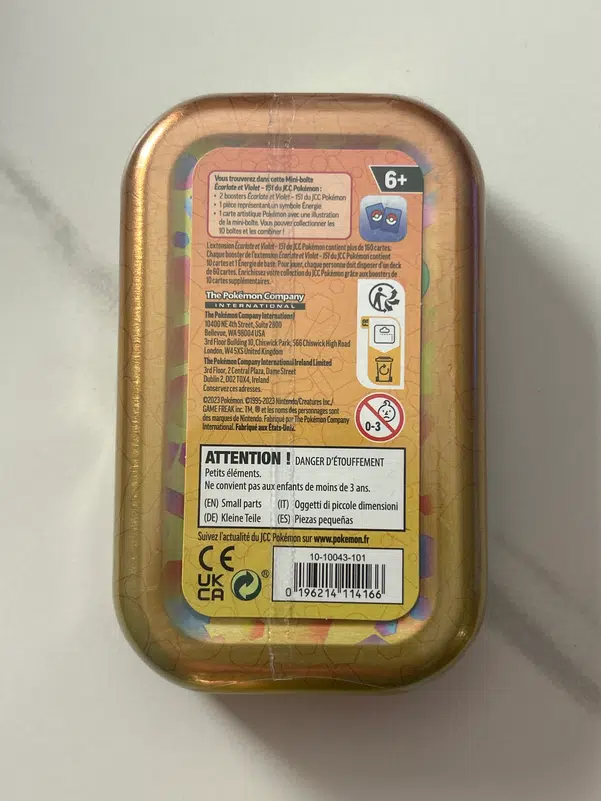 Vous trouverez dans cette Mini-boîte
Écarlate et Violet – 151 du JCC Pokémon :
• 2 boosters Écarlate et Violet – 151 du JCC Pokémon
• 1 pièce représentant un symbole Énergie
• 1 carte artistique Pokémon avec une illustration
de la mini-boîte. Vous pouvez collectionner les
10 boîtes et les combiner !
6+
L'extension Écarlate et Violet – 151 du JCC Pokémon contient plus de 160 cartes.
Chaque booster de l'extension Écarlate et Violet – 151 du JCC Pokémon contient
10 cartes et 1 Énergie de base. Pour jouer, chaque personne doit disposer d'un deck
de 60 cartes. Enrichissez votre collection du JCC Pokémon grâce aux boosters de
10 cartes supplémentaires.
The Pokémon Company
INTERNATIONAL
The Pokémon Company International
10400 NE 4th Street, Suite 2800
Bellevue, WA 98004 USA
3rd Floor Building 10, Chiswick Park, 566 Chiswick High Road
London, W4 5XS United Kingdom
The Pokémon Company International Ireland Limited
3rd Floor, 2 Central Plaza, Dame Street
Dublin 2, D02 T0X4, Ireland
Conservez ces adresses.
FR
©2023 Pokémon. ©1995-2023 Nintendo/Creatures Inc./
GAME FREAK inc. TM, ® et les noms des personnages sont
des marques de Nintendo. Fabriqué par The Pokémon Company
International. Fabriqué aux États-Unis.
0-3
ATTENTION ! DANGER D'ÉTOUFFEMENT
Petits éléments.
Ne convient pas aux enfants de moins de 3 ans.
(EN) Small parts (IT) Oggetti di piccole dimensioni
(DE) Kleine Teile (ES) Piezas pequeñas
Suivez l'actualité du JCC Pokémon sur www.pokemon.fr
CE
UK
CA
®
10-10043-101
0 196214 114166